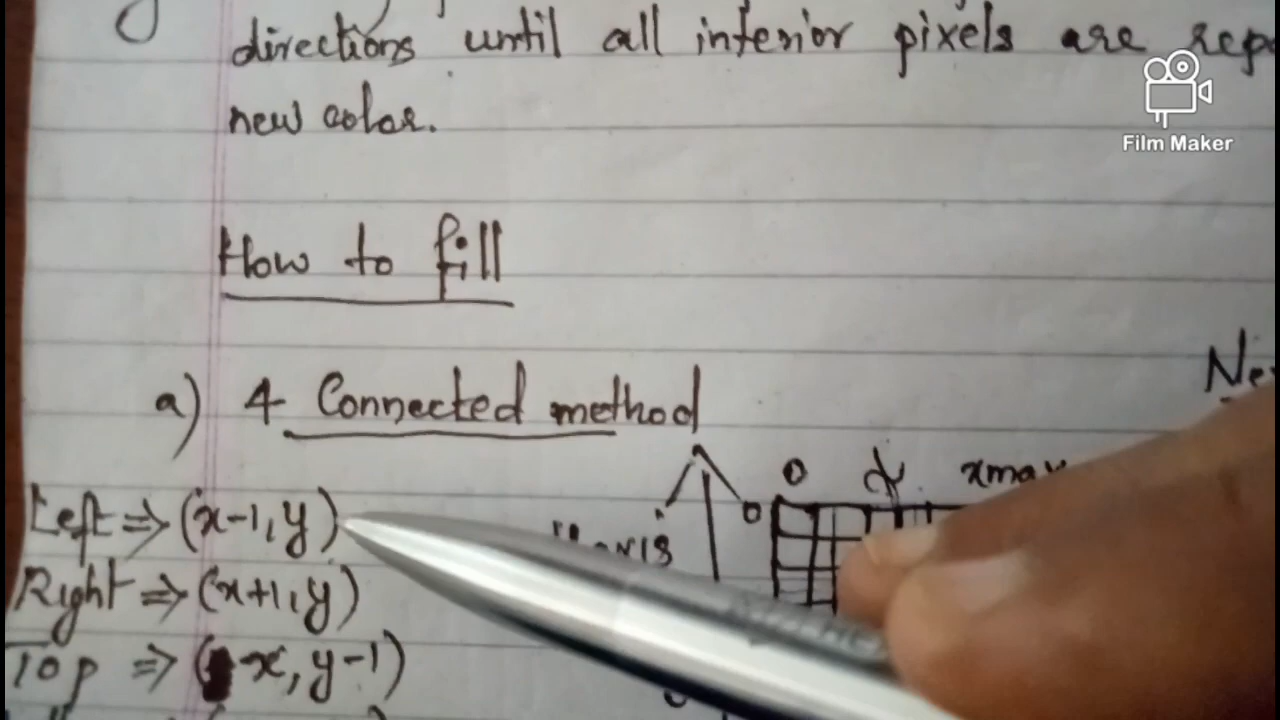 directions until all interior pixels are
new color.
Film Maker
How to fill
a) 4 Connected method
0 x xmax
Left => (x-1, y)
0
Right => (x+1, y)
Top => (x, y-1)